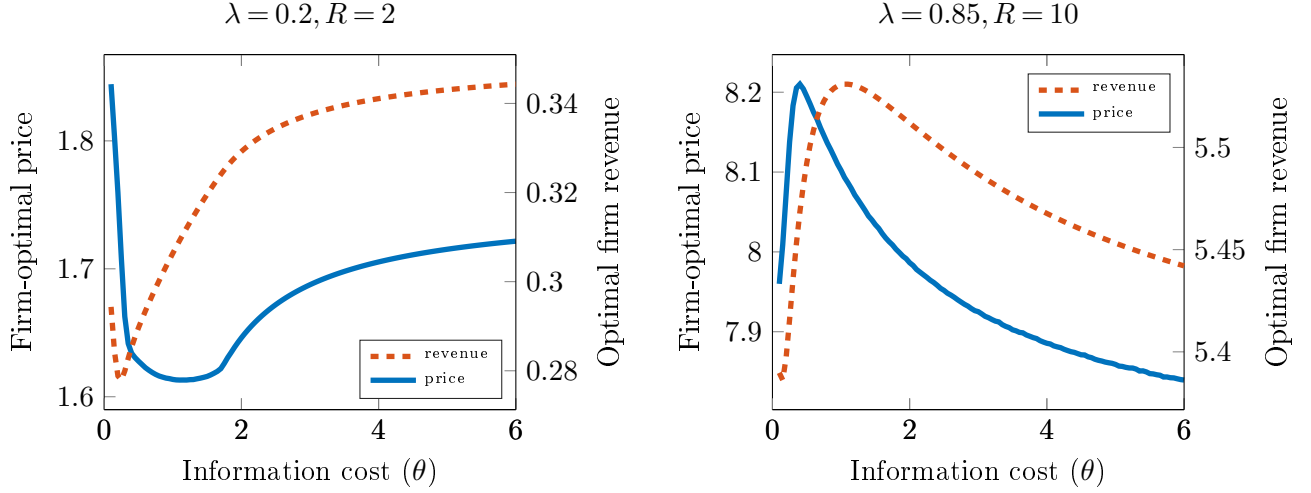 λ = 0.2, R = 2
Firm-optimal price
1.8
1.7
1.6
0.34
0.32
0.3
0.28
Optimal firm revenue
revenue
price
0 2 4 6
Information cost (θ)
λ = 0.85, R = 10
Firm-optimal price
8.2
8.1
8
7.9
5.5
5.45
5.4
Optimal firm revenue
revenue
price
0 2 4 6
Information cost (θ)